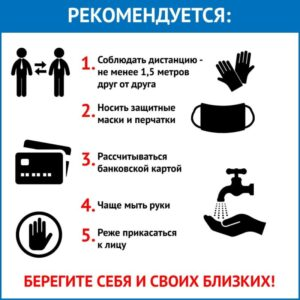 РЕКОМЕНДУЕТСЯ:
1. Соблюдать дистанцию -
не менее 1,5 метров
друг от друга
2. Носить защитные
маски и перчатки
3. Рассчитываться
банковской картой
4. Чаще мыть руки
5. Реже прикасаться
к лицу
БЕРЕГИТЕ СЕБЯ И СВОИХ БЛИЗКИХ!